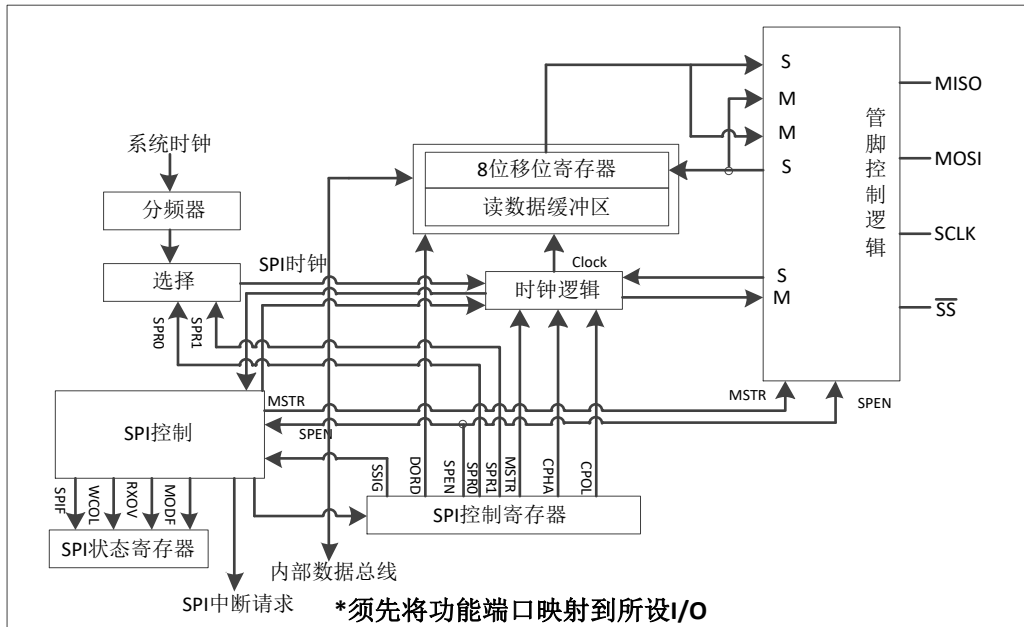 S
MISO
M
管脚控制逻辑
系统时钟
M
8位移位寄存器
S
MOSI
分频器
读数据缓冲区
SCLK
SPI时钟
Clock
选择
S
时钟逻辑
M
SS
SPR0
SPR1
MSTR
SPEN
MSTR
SPI控制
SPEN
SSIG
DORD
SPEN
SPR0
SPR1
MSTR
CPHA
CPOL
SPIF
WCOL
RXOV
MODF
SPI控制寄存器
SPI状态寄存器
内部数据总线
SPI中断请求
*须先将功能端口映射到所设I/O